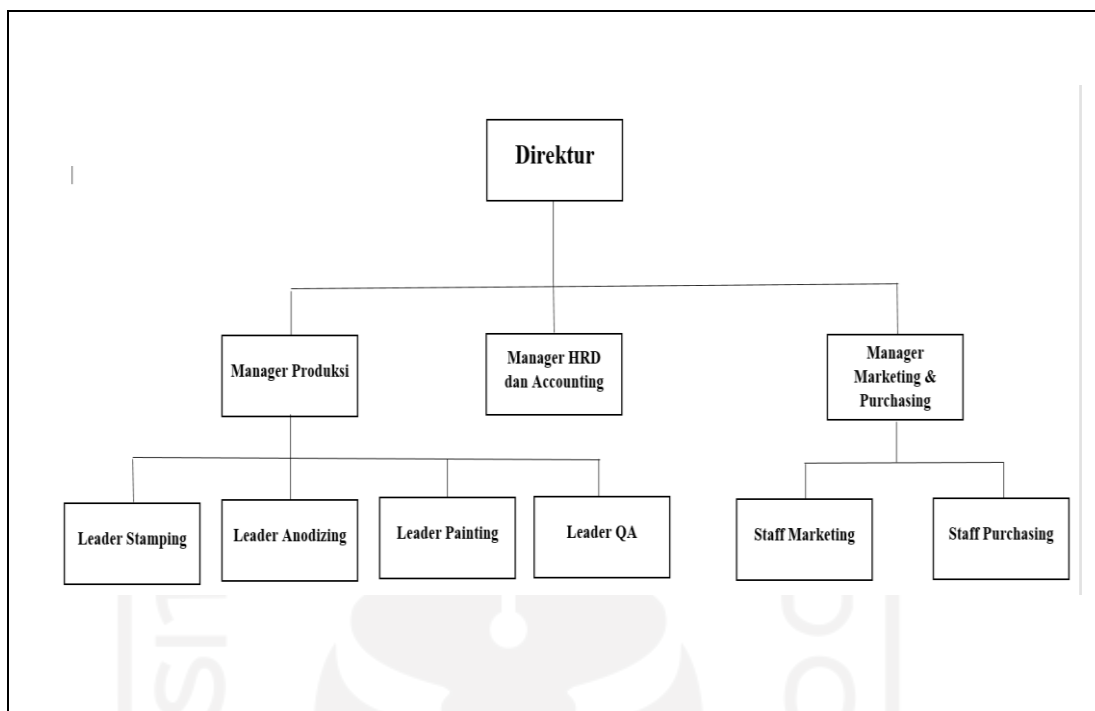 Direktur
Manager Produksi
Manager HRD
dan Accounting
Manager
Marketing &
Purchasing
Leader Stamping
Leader Anodizing
Leader Painting
Leader QA
Staff Marketing
Staff Purchasing